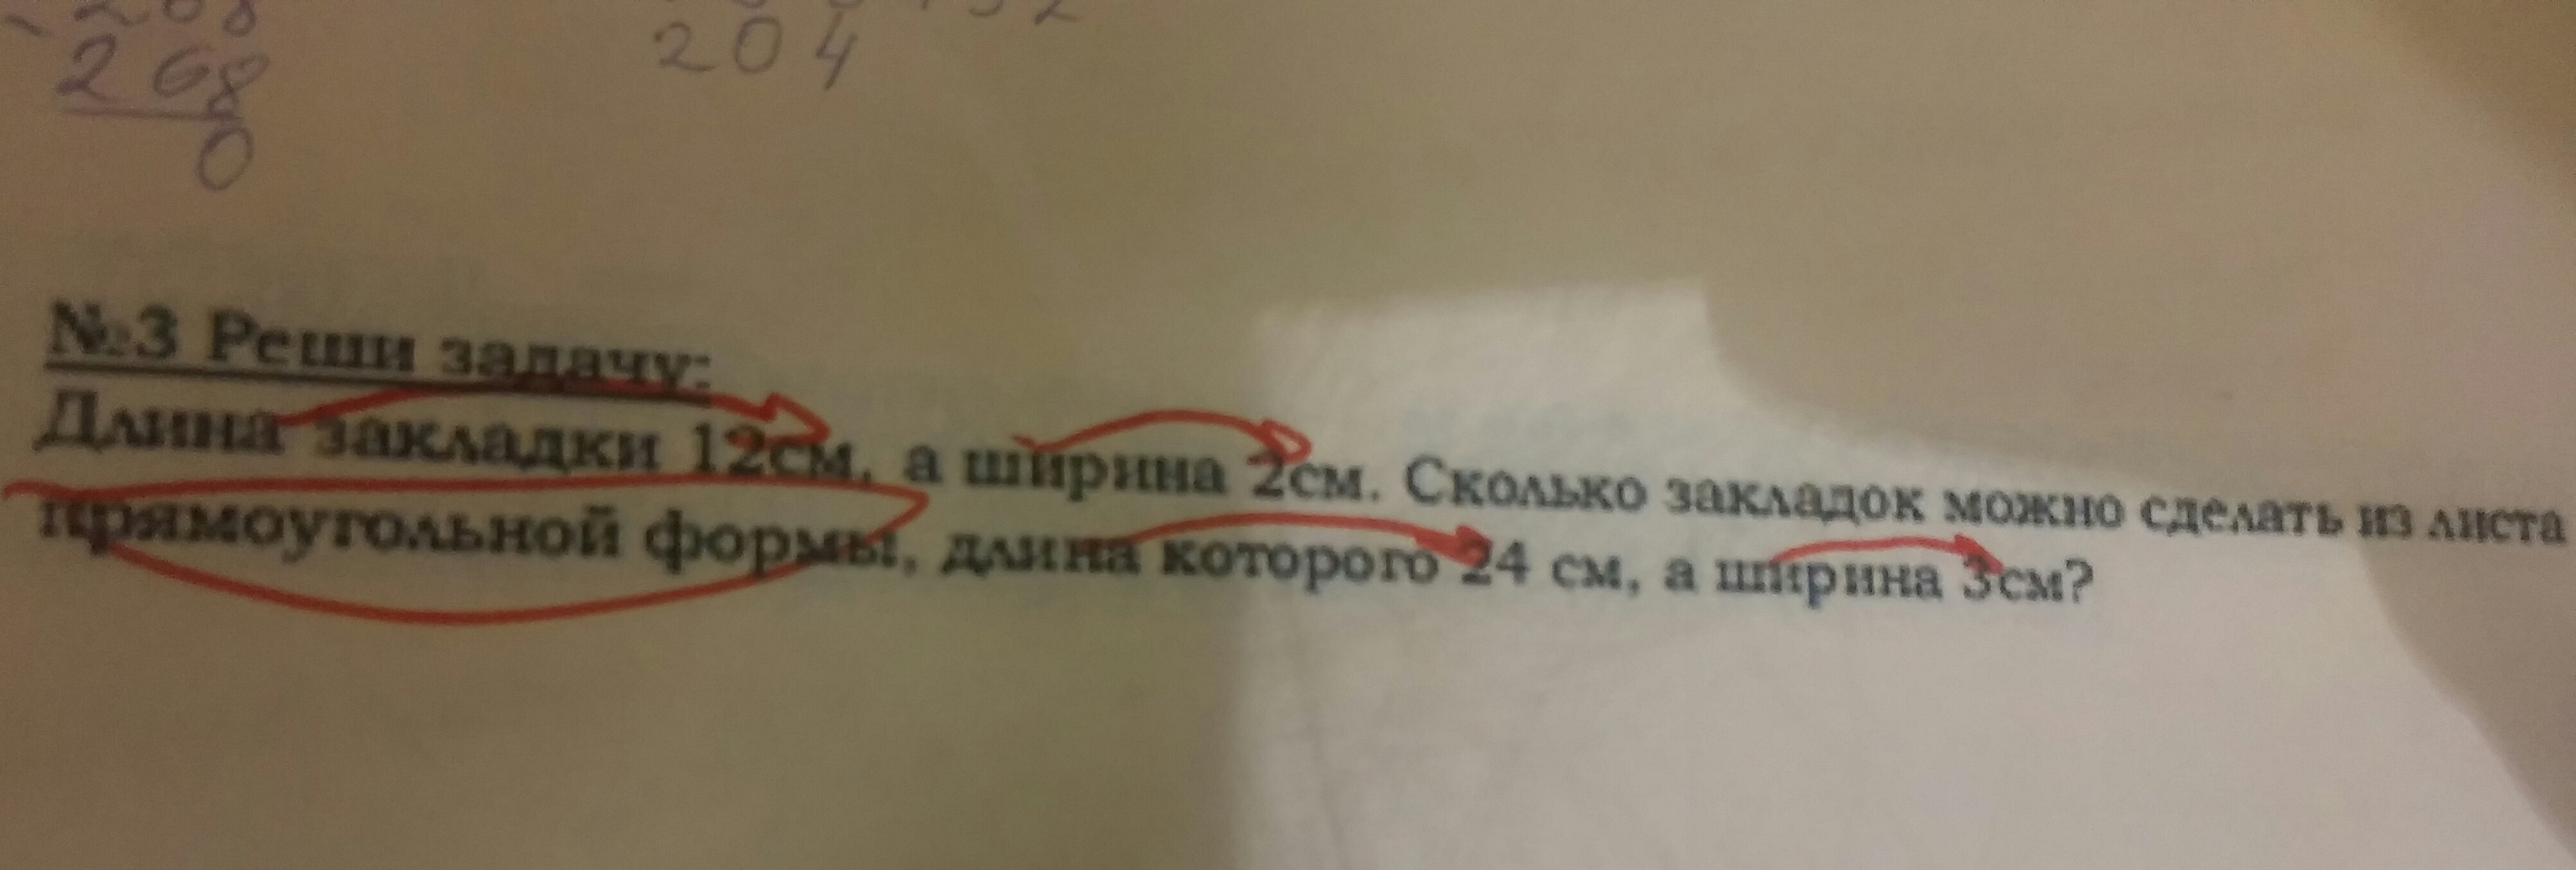 268 204
268
0
№3 Реши задачу:
Длина закладки 12см, а ширина 2см. Сколько закладок можно сделать из листа
прямоугольной формы, длина которого 24 см, а ширина 3см?